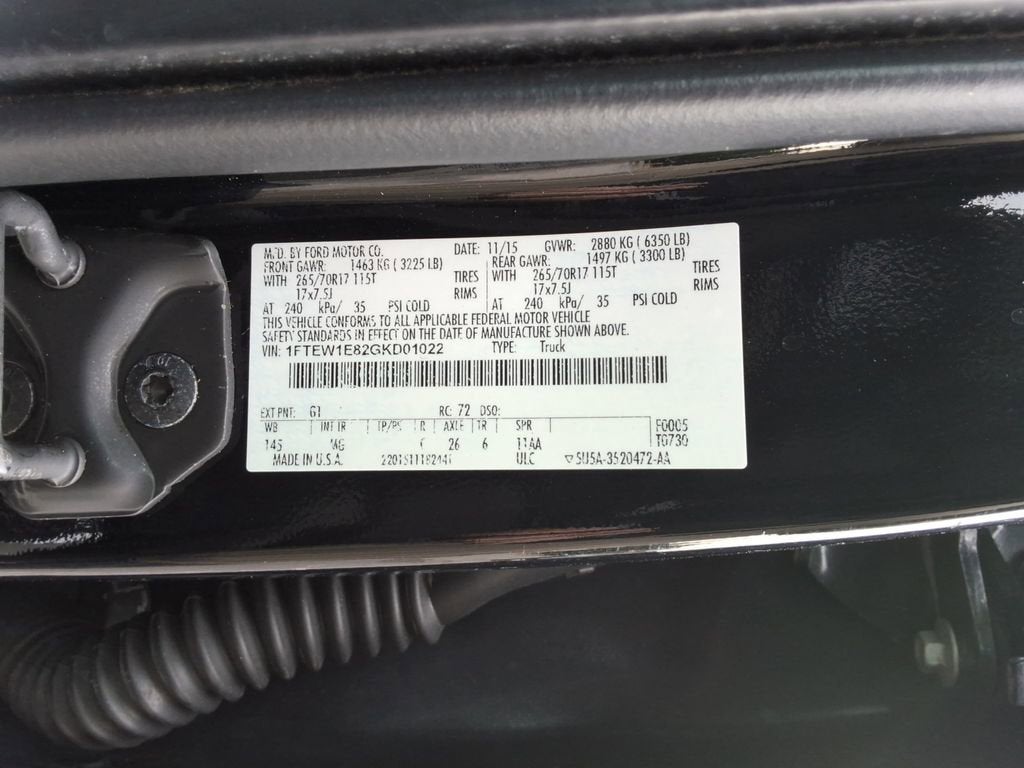 MFD. BY FORD MOTOR CO. DATE: 11/15 GVWR: 2880 KG ( 6350 LB)
FRONT GAWR: 1463 KG ( 3225 LB) REAR GAWR: 1497 KG ( 3300 LB)
WITH 265/70R17 115T TIRES WITH 265/70R17 115T TIRES
17x7.5J RIMS 17x7.5J RIMS
AT 240 kPa/ 35 PSI COLD AT 240 kPa/ 35 PSI COLD
THIS VEHICLE CONFORMS TO ALL APPLICABLE FEDERAL MOTOR VEHICLE
SAFETY STANDARDS IN EFFECT ON THE DATE OF MANUFACTURE SHOWN ABOVE.
VIN: 1FTEW1E82GKD01022 TYPE: Truck
EXT PNT: G1 RC: 72 DSO:
WB INT TR TP/PS R AXLE TR SPR F0005
145 MG 26 6 11AA T0730
MADE IN U.S.A. ULC